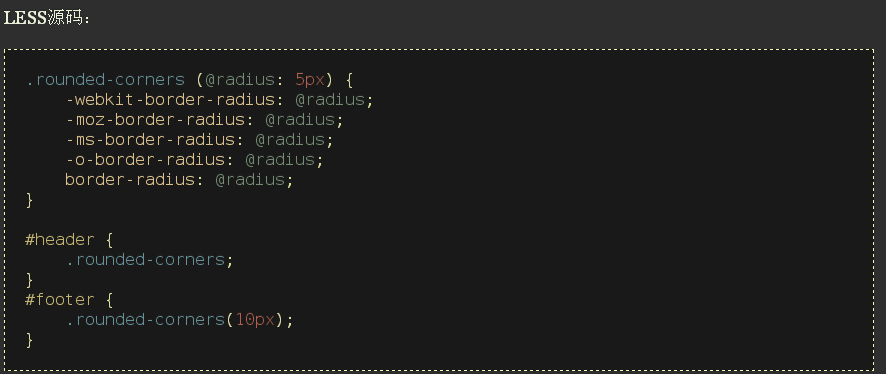 LESS源码：
.rounded-corners (@radius: 5px) {
    -webkit-border-radius: @radius;
    -moz-border-radius: @radius;
    -ms-border-radius: @radius;
    -o-border-radius: @radius;
    border-radius: @radius;
}
#header {
    .rounded-corners;
}
#footer {
    .rounded-corners(10px);
}